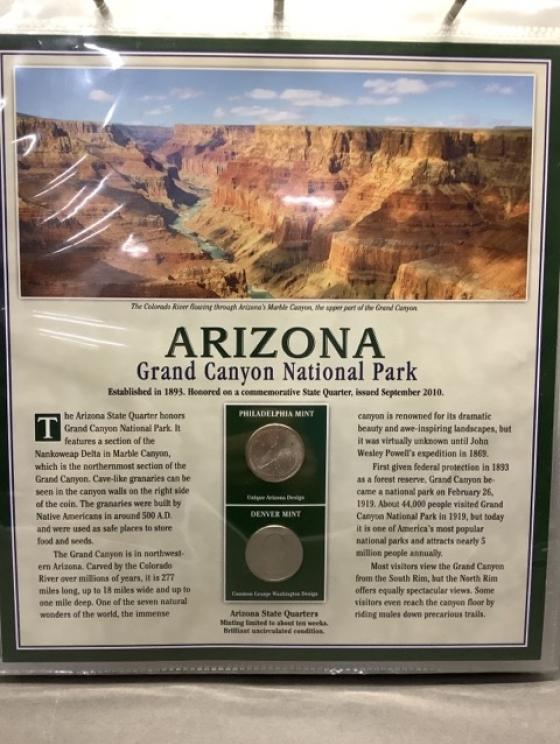 The Colorado River flowing through Arizona's Marble Canyon, the upper part of the Grand Canyon.
ARIZONA
Grand Canyon National Park
Established in 1893. Honored on a commemorative State Quarter, issued September 2010.
The Arizona State Quarter honors
Grand Canyon National Park. It
features a section of the
Nankoweap Delta in Marble Canyon,
which is the northernmost section of the
Grand Canyon. Cave-like granaries can be
seen in the canyon walls on the right side
of the coin. The granaries were built by
Native Americans in around 500 A.D.
and were used as safe places to store
food and seeds.
The Grand Canyon is in northwest-
ern Arizona. Carved by the Colorado
River over millions of years, it is 277
miles long, up to 18 miles wide and up to
one mile deep. One of the seven natural
wonders of the world, the immense
PHILADELPHIA MINT
Unique Arizona Design
DENVER MINT
Common George Washington Design
Arizona State Quarters
Minting limited to about ten weeks.
Brilliant uncirculated condition.
canyon is renowned for its dramatic
beauty and awe-inspiring landscapes, but
it was virtually unknown until John
Wesley Powell's expedition in 1869.
First given federal protection in 1893
as a forest reserve, Grand Canyon be-
came a national park on February 26,
1919. About 44,000 people visited Grand
Canyon National Park in 1919, but today
it is one of America's most popular
national parks and attracts nearly 5
million people annually.
Most visitors view the Grand Canyon
from the South Rim, but the North Rim
offers equally spectacular views. Some
visitors even reach the canyon floor by
riding mules down precarious trails.